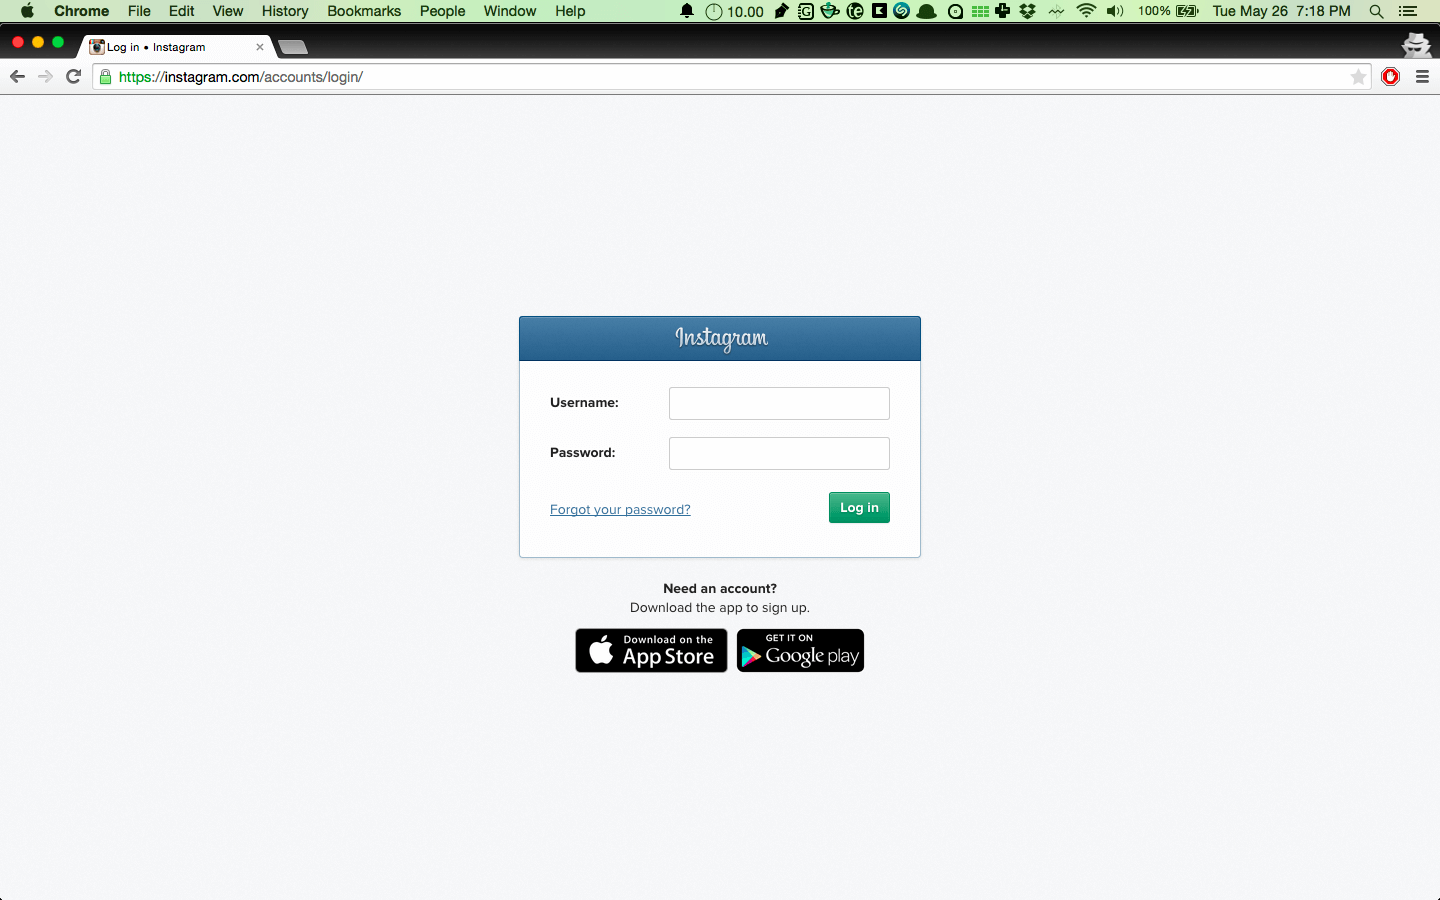 Chrome File Edit View History Bookmarks People Window Help 10.00 100% Tue May 26 7:18 PM
Log in • Instagram
https://instagram.com/accounts/login/
Instagram
Username:
Password:
Forgot your password?
Log in
Need an account?
Download the app to sign up.
Download on the
App Store
GET IT ON
Google play